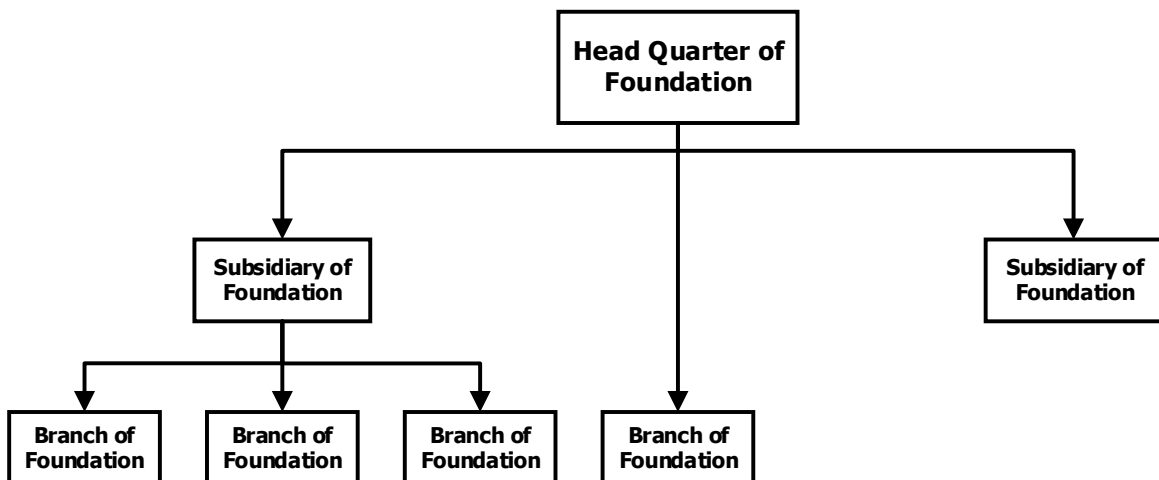 Head Quarter of
Foundation
Subsidiary of
Foundation
Subsidiary of
Foundation
Branch of
Foundation
Branch of
Foundation
Branch of
Foundation
Branch of
Foundation